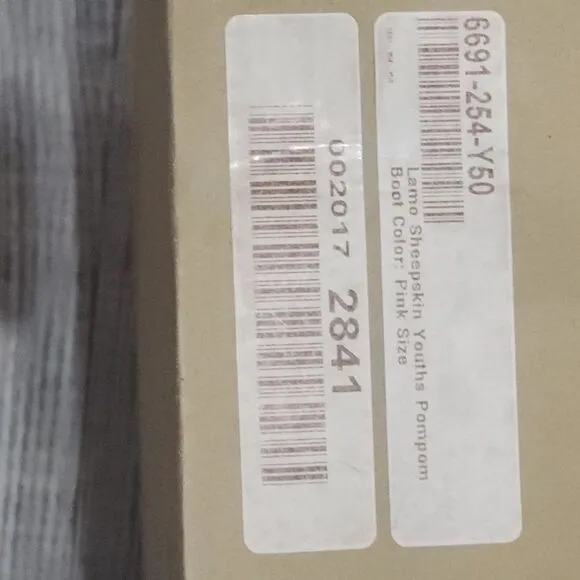 6691-254-Y50
Lamo Sheepskin Youths Pompom
Boot Color: Pink Size
002017 2841